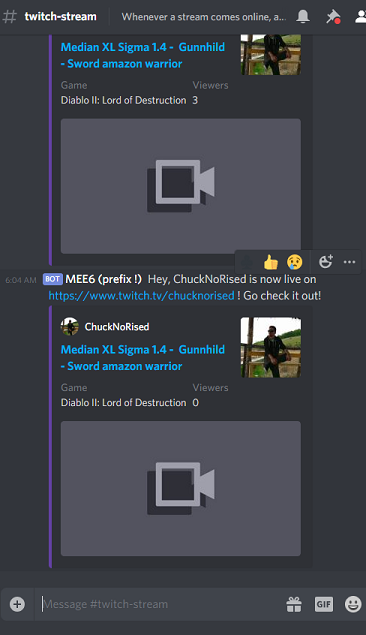 # twitch-stream Whenever a stream comes online, a...
Median XL Sigma 1.4 - Gunnhild
- Sword amazon warrior
Game Viewers
Diablo II: Lord of Destruction 3
6:04 AM BOT MEE6 (prefix !) Hey, ChuckNoRised is now live on
https://www.twitch.tv/chucknorised ! Go check it out!
ChuckNoRised
Median XL Sigma 1.4 - Gunnhild
- Sword amazon warrior
Game Viewers
Diablo II: Lord of Destruction 0
Message #twitch-stream GIF